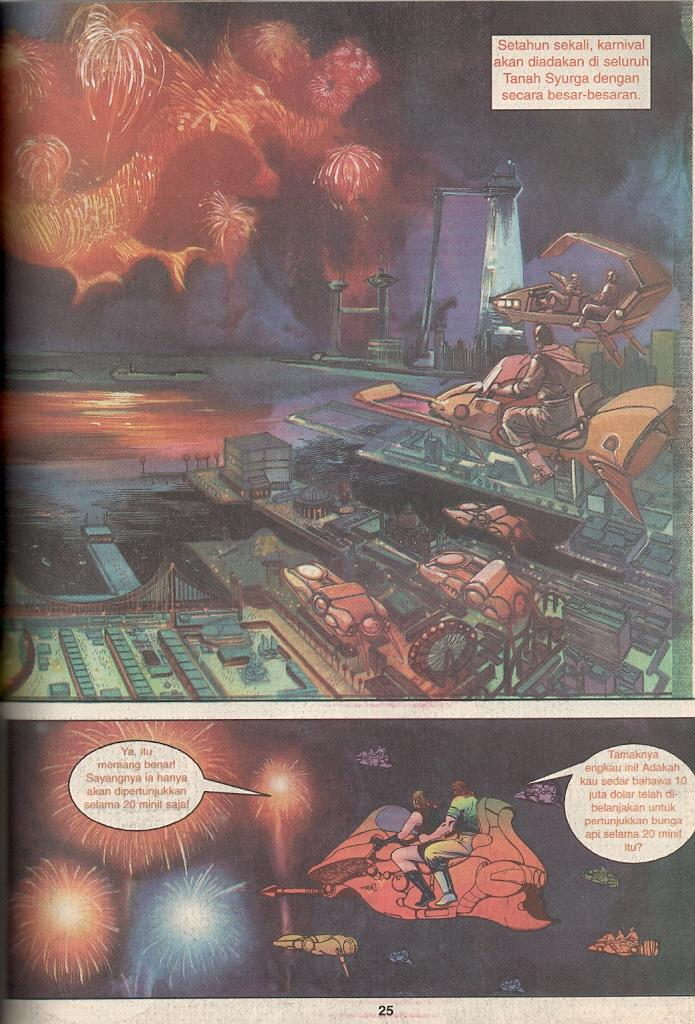 Setahun sekali, karnival
akan diadakan di seluruh
Tanah Syurga dengan
secara besar-besaran.
Ya, itu
memang benar!
Sayangnya ia hanya
akan dipertunjukkan
selama 20 minit saja!
Tamaknya
engkau ini! Adakah
kau sedar bahawa 10
juta dolar telah di-
belanjakan untuk
pertunjukkan bunga
api selama 20 minit
itu?
25